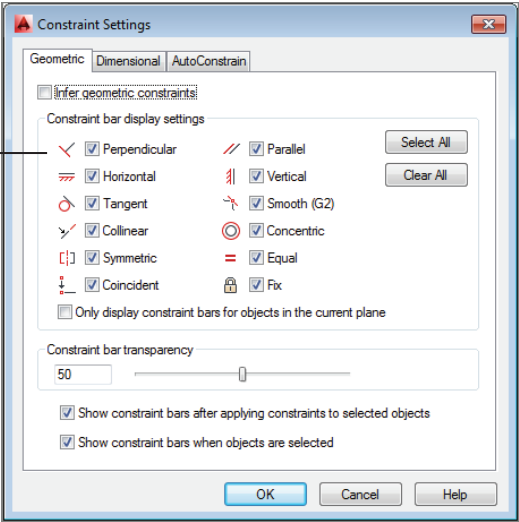 Constraint Settings
Geometric Dimensional AutoConstrain
Infer geometric constraints
Constraint bar display settings
Perpendicular Parallel Select All
Horizontal Vertical Clear All
Tangent Smooth (G2)
Collinear Concentric
Symmetric Equal
Coincident Fix
Only display constraint bars for objects in the current plane
Constraint bar transparency
50
Show constraint bars after applying constraints to selected objects
Show constraint bars when objects are selected
OK Cancel Help